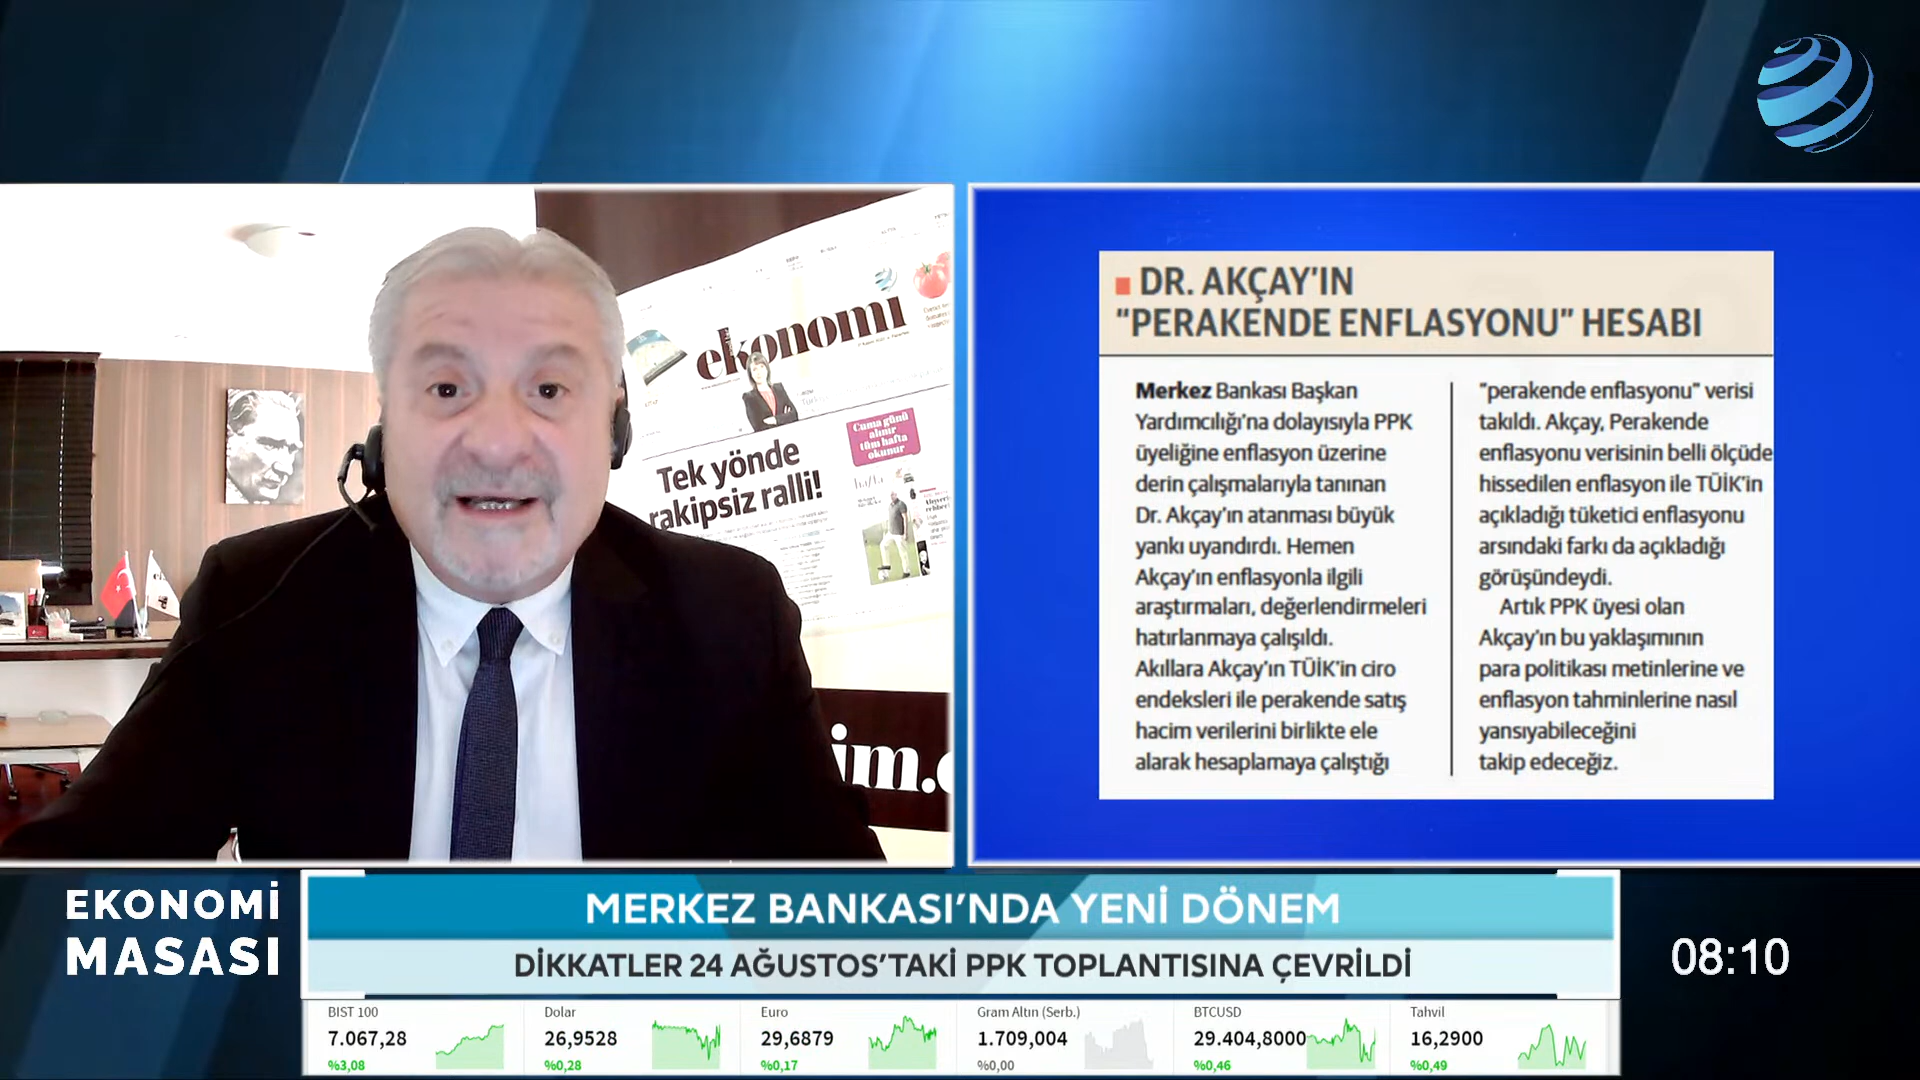 ekonomi
Cuma günü
alınır
tüm hafta
okunur
Tek yönde
rakipsiz ralli!
im.c
DR. AKÇAY'IN
"PERAKENDE ENFLASYONU" HESABI
Merkez Bankası Başkan
Yardımcılığı'na dolayısıyla PPK
üyeliğine enflasyon üzerine
derin çalışmalarıyla tanınan
Dr. Akçay'ın atanması büyük
yankı uyandırdı. Hemen
Akçay'ın enflasyonla ilgili
araştırmaları, değerlendirmeleri
hatırlanmaya çalışıldı.
Akıllara Akçay'ın TÜİK'in ciro
endeksleri ile perakende satış
hacim verilerini birlikte ele
alarak hesaplamaya çalıştığı
"perakende enflasyonu" verisi
takıldı. Akçay, Perakende
enflasyonu verisinin belli ölçüde
hissedilen enflasyon ile TÜİK'in
açıkladığı tüketici enflasyonu
arsındaki farkı da açıkladığı
görüşündeydi.
Artık PPK üyesi olan
Akçay'ın bu yaklaşımının
para politikası metinlerine ve
enflasyon tahminlerine nasıl
yansıyabileceğini
takip edeceğiz.
EKONOMİ
MASASI
MERKEZ BANKASI'NDA YENİ DÖNEM
DİKKATLER 24 AĞUSTOS'TAKİ PPK TOPLANTISINA ÇEVRİLDİ
08:10
BIST 100
7.067,28
%3,08
Dolar
26,9528
%0,28
Euro
29,6879
%0,17
Gram Altın (Serb.)
1.709,004
%0,00
BTCUSD
29.404,8000
%0,46
Tahvil
16,2900
%0,49